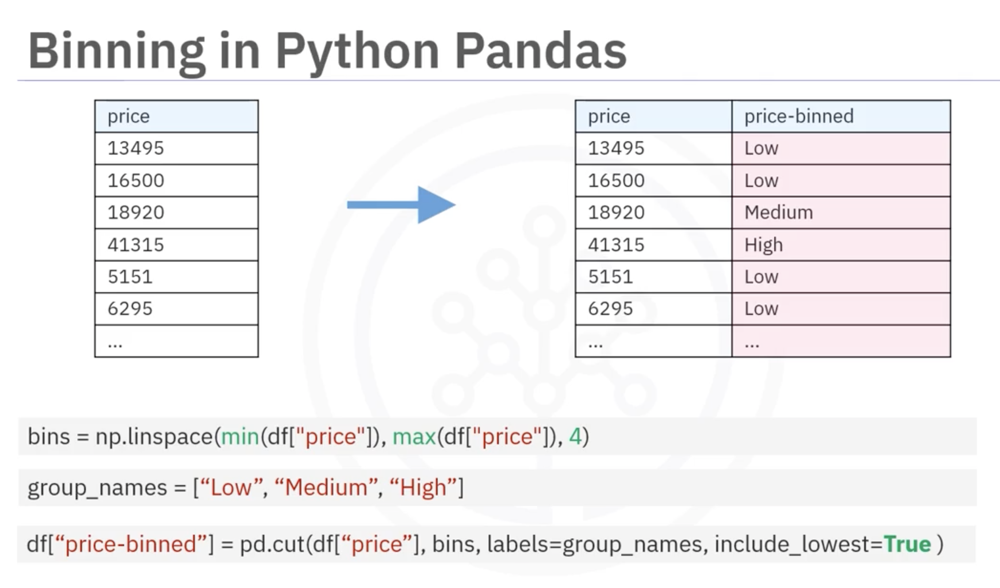 Binning in Python Pandas
price
13495
16500
18920
41315
5151
6295
...
price price-binned
13495 Low
16500 Low
18920 Medium
41315 High
5151 Low
6295 Low
... ...
bins = np.linspace(min(df["price"]), max(df["price"]), 4)
group_names = [“Low”, “Medium”, “High”]
df[“price-binned”] = pd.cut(df[“price”], bins, labels=group_names, include_lowest=True )